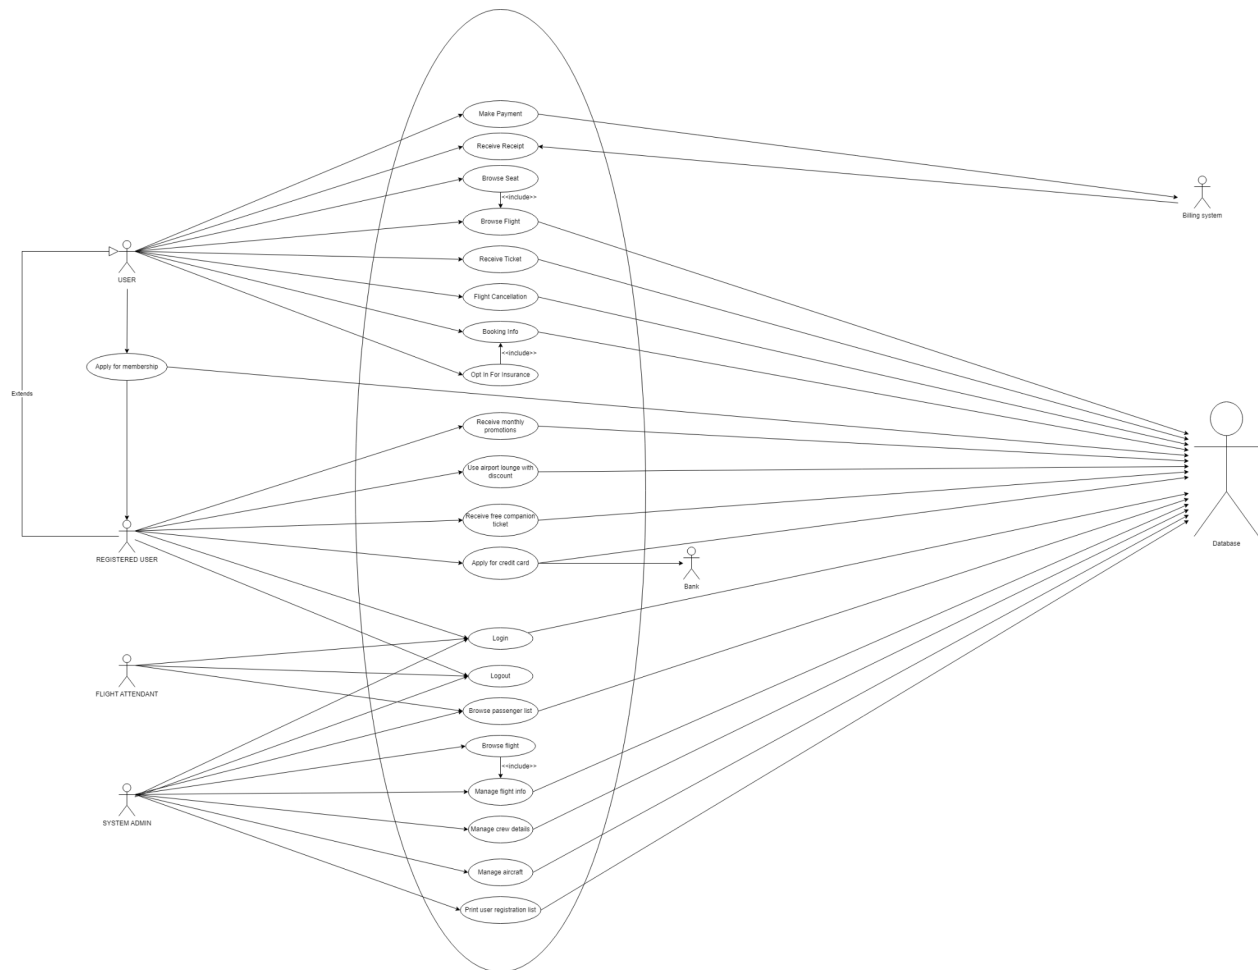 Make Payment
Receive Receipt
Browse Seat
<<include>>
Billing system
Browse Flight
USER
Receive Ticket
Flight Cancellation
Booking Info
<<include>>
Apply for membership
Opt In For Insurance
Extends
Receive monthly
promotions
Use airport lounge with
discount
Receive free companion
ticket
Database
REGISTERED USER
Apply for credit card
Bank
Login
FLIGHT ATTENDANT
Logout
Browse passenger list
Browse flight
<<include>>
Manage flight info
SYSTEM ADMIN
Manage crew details
Manage aircraft
Print user registration list